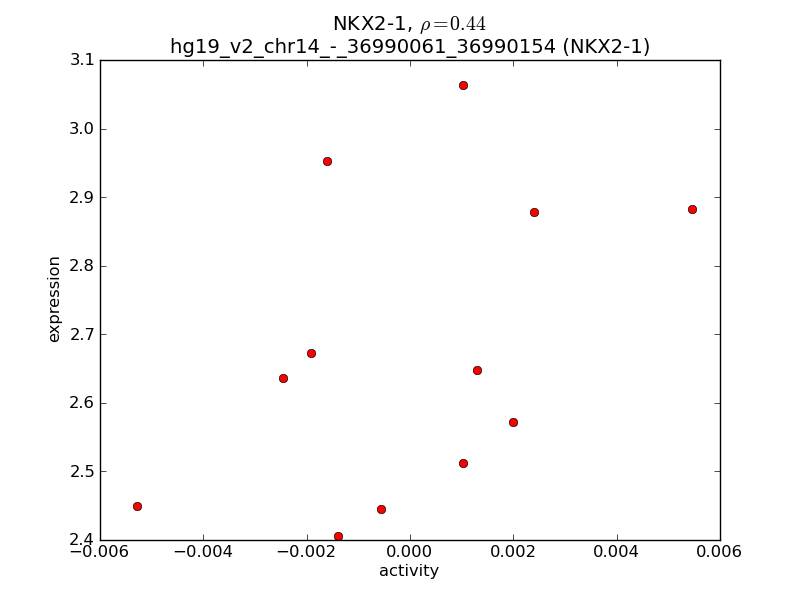 NKX2-1, ρ=0.44
hg19_v2_chr14_-_36990061_36990154 (NKX2-1)
3.1
3.0
2.9
2.8
2.7
2.6
2.5
2.4
expression
−0.006 −0.004 −0.002 0.000 0.002 0.004 0.006
activity